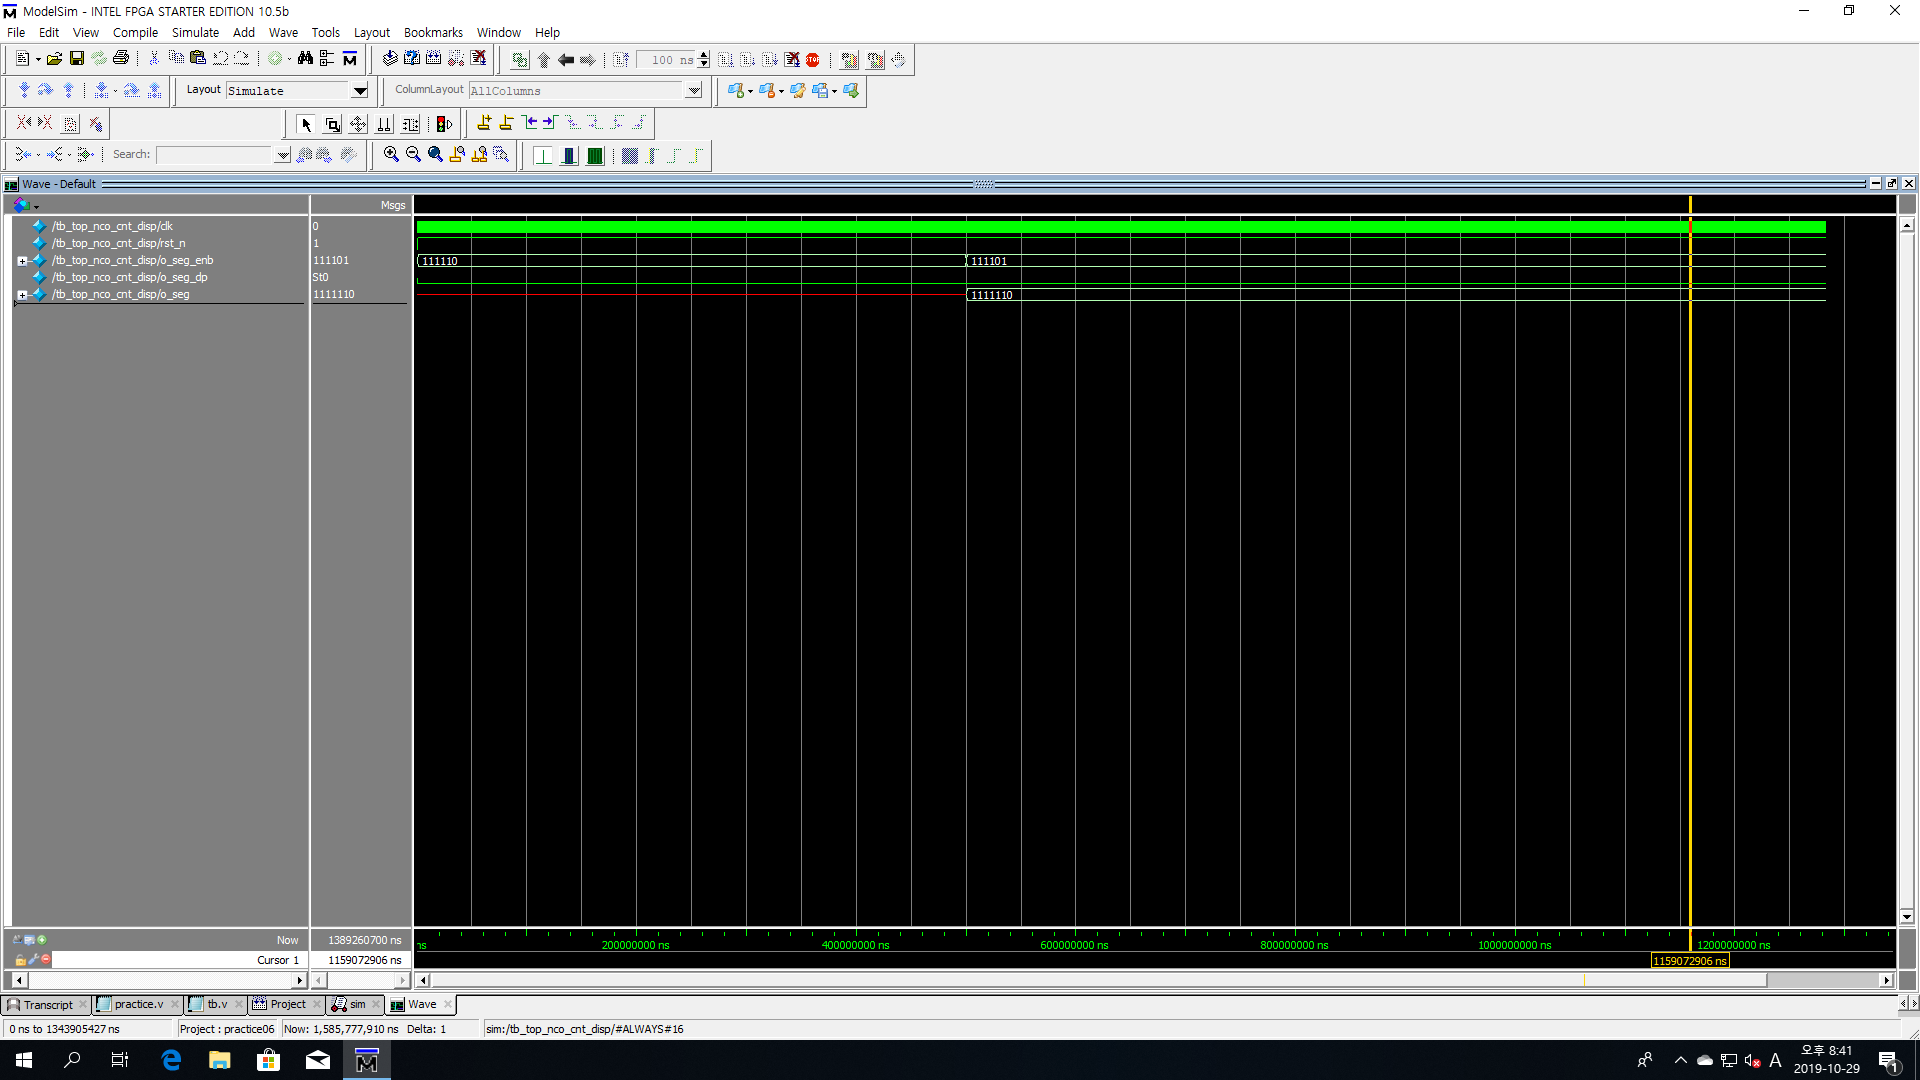 ModelSim - INTEL FPGA STARTER EDITION 10.5b
File Edit View Compile Simulate Add Wave Tools Layout Bookmarks Window Help
100 ns
STOP
Layout Simulate
ColumnLayout AllColumns
Search:
Wave - Default
Msgs
/tb_top_nco_cnt_disp/clk 0
/tb_top_nco_cnt_disp/rst_n 1
/tb_top_nco_cnt_disp/o_seg_enb 111101 111110 111101
/tb_top_nco_cnt_disp/o_seg_dp St0
/tb_top_nco_cnt_disp/o_seg 1111110 1111110
Now 1389260700 ns
ns 200000000 ns 400000000 ns 600000000 ns 800000000 ns 1000000000 ns 1200000000 ns
Cursor 1 1159072906 ns
1159072906 ns
Transcript practice.v tb.v Project sim Wave
0 ns to 1343905427 ns Project : practice06 Now: 1,585,777,910 ns Delta: 1 sim:/tb_top_nco_cnt_disp/#ALWAYS#16
A
오후 8:41
2019-10-29
1